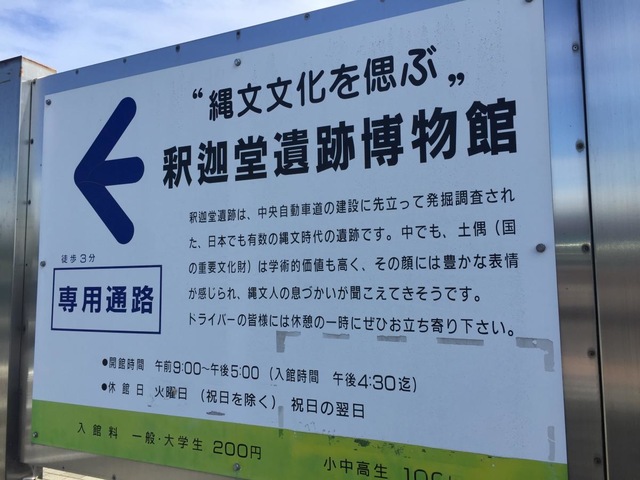 “縄文文化を偲ぶ„
釈迦堂遺跡博物館
釈迦堂遺跡は、中央自動車道の建設に先立って発掘調査され
た、日本でも有数の縄文時代の遺跡です。中でも、土偶（国
の重要文化財）は学術的価値も高く、その顔には豊かな表情
が感じられ、縄文人の息づかいが聞こえてきそうです。
ドライバーの皆様には休憩の一時にぜひお立ち寄り下さい。
徒歩3分
専用通路
●開館時間 午前9:00~午後5:00（入館時間 午後4:30迄）
●休館日 火曜日（祝日を除く）祝日の翌日
入館料 一般・大学生 200円
小中高生